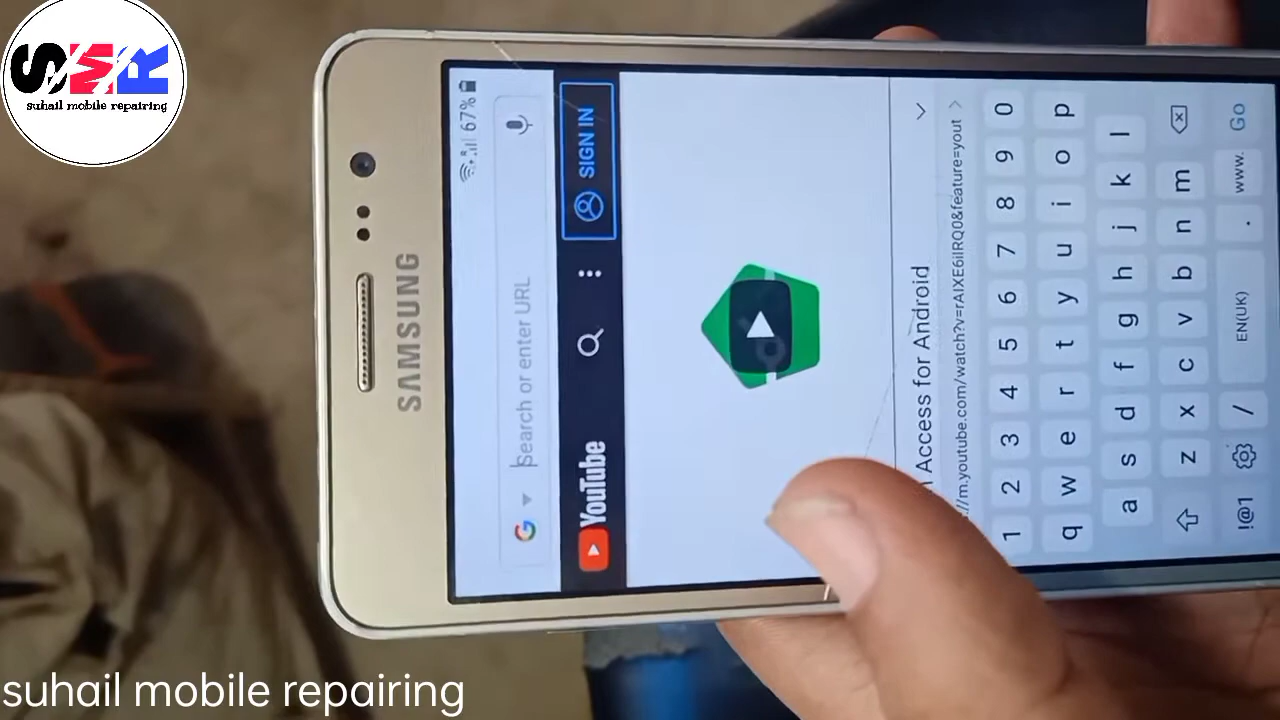 SMR
suhail mobile repairing
SAMSUNG
67%
Search or enter URL
YouTube
SIGN IN
Access for Android
://m.youtube.com/watch?v=rAIXE6iIRQ0&feature=yout
1 2 3 4 5 6 7 8 9 0
q w e r t y u i o p
a s d f g h j k l
z x c v b n m
!@1 / EN(UK) . www. Go
suhail mobile repairing